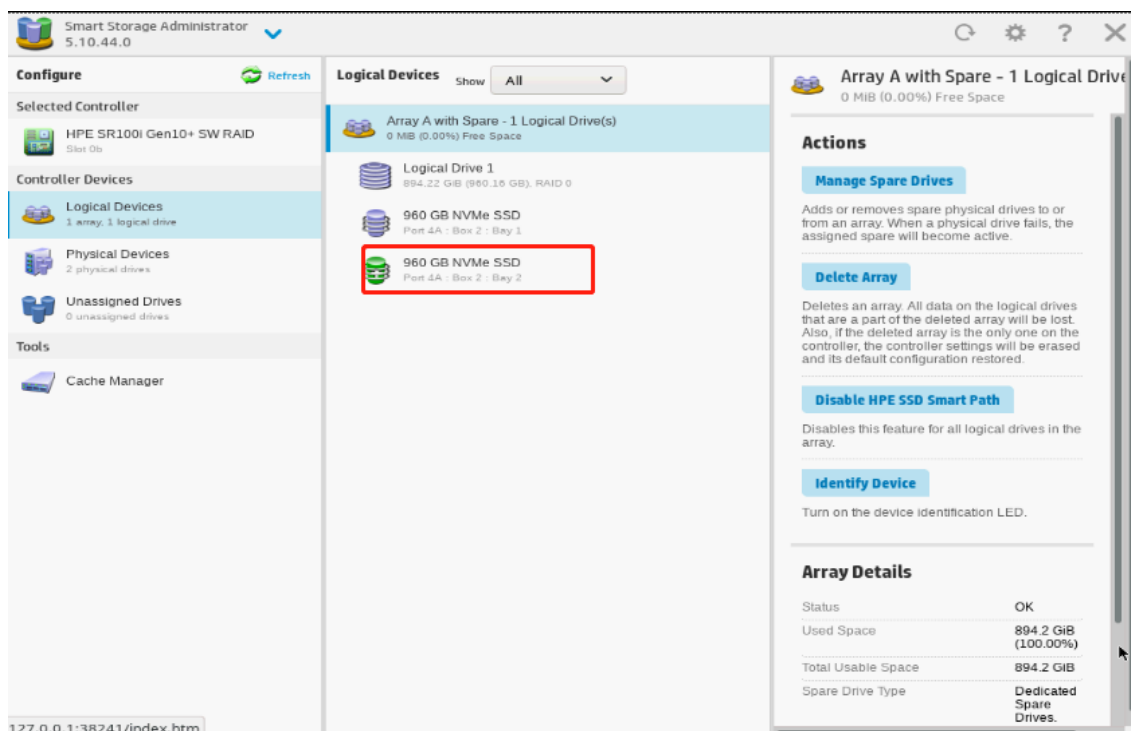 Smart Storage Administrator
5.10.44.0
Configure
Refresh
Selected Controller
HPE SR100i Gen10+ SW RAID
Slot 0b
Controller Devices
Logical Devices
1 array, 1 logical drive
Physical Devices
2 physical drives
Unassigned Drives
0 unassigned drives
Tools
Cache Manager
127.0.0.1:38241/index.htm
Logical Devices Show All
Array A with Spare - 1 Logical Drive(s)
0 MiB (0.00%) Free Space
Logical Drive 1
894.22 GiB (960.16 GB), RAID 0
960 GB NVMe SSD
Port 4A : Box 2 : Bay 1
960 GB NVMe SSD
Port 4A : Box 2 : Bay 2
?
Array A with Spare - 1 Logical Drive
0 MiB (0.00%) Free Space
Actions
Manage Spare Drives
Adds or removes spare physical drives to or
from an array. When a physical drive fails, the
assigned spare will become active.
Delete Array
Deletes an array. All data on the logical drives
that are a part of the deleted array will be lost.
Also, if the deleted array is the only one on the
controller, the controller settings will be erased
and its default configuration restored.
Disable HPE SSD Smart Path
Disables this feature for all logical drives in the
array.
Identify Device
Turn on the device identification LED.
Array Details
Status OK
Used Space 894.2 GiB
(100.00%)
Total Usable Space 894.2 GiB
Spare Drive Type Dedicated
Spare
Drives.